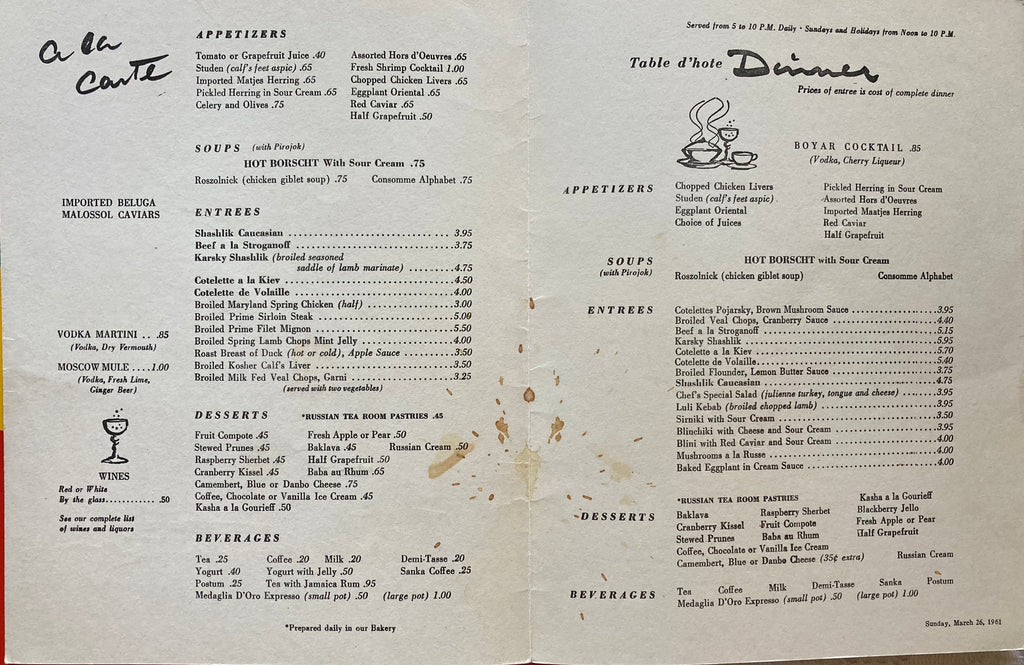 a la
carte
APPETIZERS
Tomato or Grapefruit Juice .40
Studen (calf's feet aspic) .65
Imported Matjes Herring .65
Pickled Herring in Sour Cream .65
Celery and Olives .75
Assorted Hors d'Oeuvres .65
Fresh Shrimp Cocktail 1.00
Chopped Chicken Livers .65
Eggplant Oriental .65
Red Caviar .65
Half Grapefruit .50
SOUPS (with Pirojok)
HOT BORSCHT With Sour Cream .75
Roszolnick (chicken giblet soup) .75 Consomme Alphabet .75
IMPORTED BELUGA
MALOSSOL CAVIARS
ENTREES
Shashlik Caucasian 3.95
Beef a la Stroganoff 3.75
Karsky Shashlik (broiled seasoned
saddle of lamb marinate) 4.75
Cotelette a la Kiev 4.50
Cotelette de Volaille 4.00
Broiled Maryland Spring Chicken (half) 3.00
Broiled Prime Sirloin Steak 5.00
Broiled Prime Filet Mignon 5.50
Broiled Spring Lamb Chops Mint Jelly 4.00
Roast Breast of Duck (hot or cold), Apple Sauce 3.50
Broiled Kosher Calf's Liver 3.50
Broiled Milk Fed Veal Chops, Garni 3.25
(served with two vegetables)
VODKA MARTINI .. .85
(Vodka, Dry Vermouth)
MOSCOW MULE ....1.00
(Vodka, Fresh Lime,
Ginger Beer)
WINES
Red or White
By the glass............ .50
See our complete list
of wines and liquors
DESSERTS *RUSSIAN TEA ROOM PASTRIES .45
Fruit Compote .45 Fresh Apple or Pear .50
Stewed Prunes .45 Baklava .45 Russian Cream .50
Raspberry Sherbet .45 Half Grapefruit .50
Cranberry Kissel .45 Baba au Rhum .65
Camembert, Blue or Danbo Cheese .75
Coffee, Chocolate or Vanilla Ice Cream .45
Kasha a la Gourieff .50
BEVERAGES
Tea .25 Coffee .20 Milk .20 Demi-Tasse .20
Yogurt .40 Yogurt with Jelly .50 Sanka Coffee .25
Postum .25 Tea with Jamaica Rum .95
Medaglia D'Oro Expresso (small pot) .50 (large pot) 1.00
*Prepared daily in our Bakery
Served from 5 to 10 P.M. Daily · Sundays and Holidays from Noon to 10 P.M.
Table d'hote Dinner
Prices of entree is cost of complete dinner
BOYAR COCKTAIL .85
(Vodka, Cherry Liqueur)
APPETIZERS
Chopped Chicken Livers
Studen (calf's feet aspic)
Eggplant Oriental
Choice of Juices
Pickled Herring in Sour Cream
Assorted Hors d'Oeuvres
Imported Maatjes Herring
Red Caviar
Half Grapefruit
SOUPS
(with Pirojok)
HOT BORSCHT with Sour Cream
Roszolnick (chicken giblet soup) Consomme Alphabet
ENTREES
Cotelettes Pojarsky, Brown Mushroom Sauce 3.95
Broiled Veal Chops, Cranberry Sauce 4.40
Beef a la Stroganoff 5.15
Karsky Shashlik 5.95
Cotelette a la Kiev 5.70
Cotelette de Volaille 5.40
Broiled Flounder, Lemon Butter Sauce 3.75
Shashlik Caucasian 4.75
Chef's Special Salad (julienne turkey, tongue and cheese) 3.95
Luli Kebab (broiled chopped lamb) 3.95
Sirniki with Sour Cream 3.50
Blinchiki with Cheese and Sour Cream 3.95
Blini with Red Caviar and Sour Cream 4.00
Mushrooms a la Russe 4.00
Baked Eggplant in Cream Sauce 4.00
DESSERTS
*RUSSIAN TEA ROOM PASTRIES Kasha a la Gourieff
Baklava Raspberry Sherbet Blackberry Jello
Cranberry Kissel Fruit Compote Fresh Apple or Pear
Stewed Prunes Baba au Rhum Half Grapefruit
Coffee, Chocolate or Vanilla Ice Cream
Camembert, Blue or Danbo Cheese (35¢ extra) Russian Cream
BEVERAGES
Tea Coffee Milk Demi-Tasse Sanka Postum
Medaglia D'Oro Expresso (small pot) .50 (large pot) 1.00
Sunday, March 26, 1961